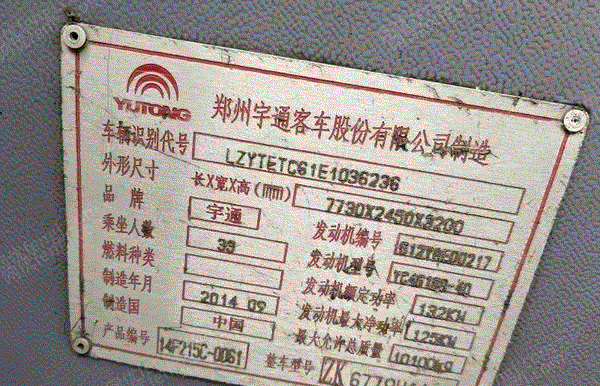 YUTONG
郑州宇通客车股份有限公司制造
车辆识别代号 LZYTETC61E1036236
外形尺寸 长X宽X高(mm) 7730X2450X3200
品牌 宇通 发动机编号
乘坐人数 发动机型号
燃料种类 发动机额定功率 132KW
制造年月 2014 09 发动机最大净功率 125KW
制造国 中国 最大允许总质量 10100kg
产品编号 14F215C-0061 整车型号